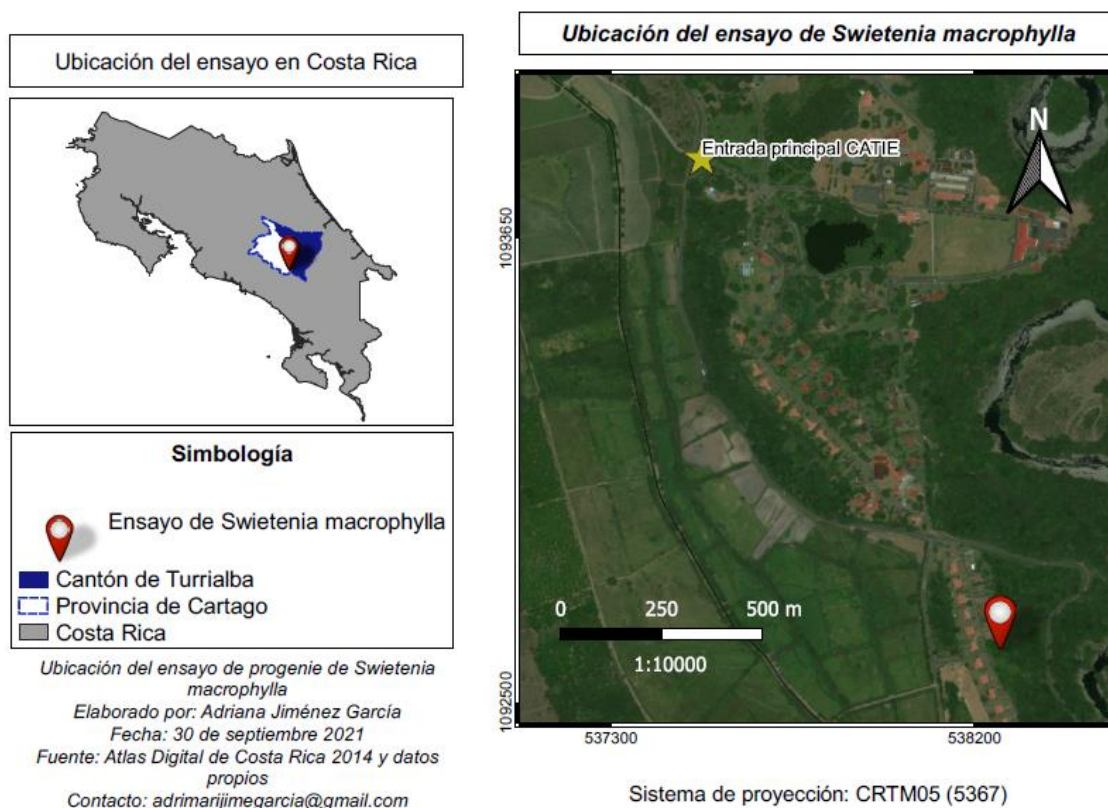 Ubicación del ensayo en Costa Rica
Simbología
Ensayo de Swietenia macrophylla
Cantón de Turrialba
Provincia de Cartago
Costa Rica
Ubicación del ensayo de progenie de Swietenia
macrophylla
Elaborado por: Adriana Jiménez García
Fecha: 30 de septiembre 2021
Fuente: Atlas Digital de Costa Rica 2014 y datos
propios
Contacto: adrimarijimegarcia@gmail.com
Ubicación del ensayo de Swietenia macrophylla
N
Entrada principal CATIE
1093650
0 250 500 m
1:10000
1092500
537300 538200
Sistema de proyección: CRTM05 (5367)